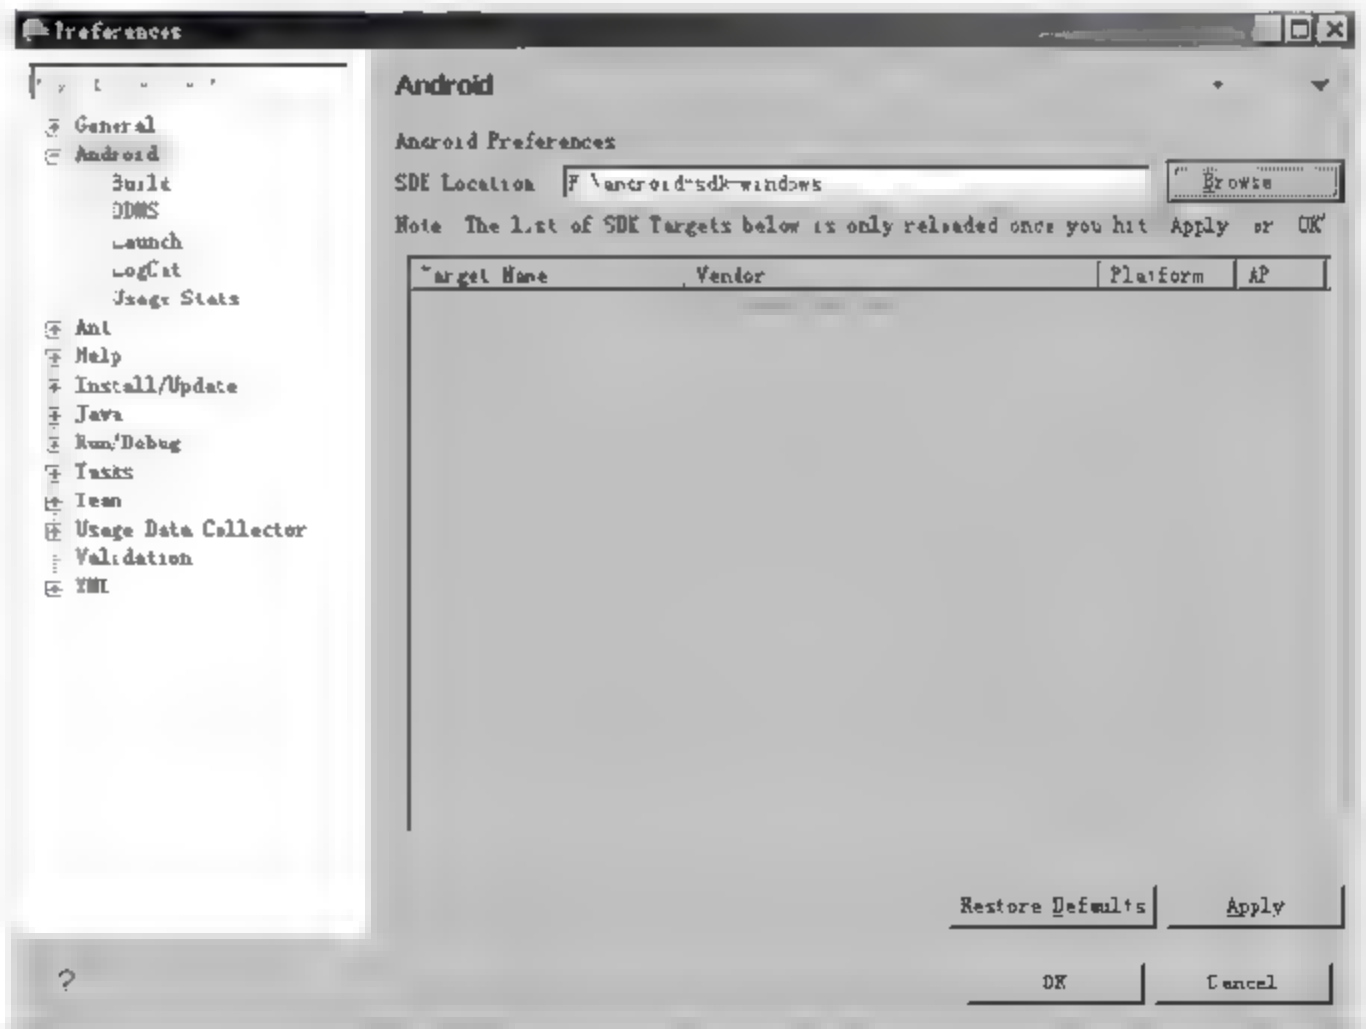 Preferences
Android
General
Android
Build
DDMS
Launch
LogCat
Usage Stats
Ant
Help
Install/Update
Java
Run/Debug
Tasks
Team
Usage Data Collector
Validation
XML
Android Preferences
SDK Location F \android-sdk-windows Browse
Note The list of SDK Targets below is only reloaded once you hit Apply or OK'
Target Name Vendor Platform AP
Restore Defaults Apply
? OK Cancel